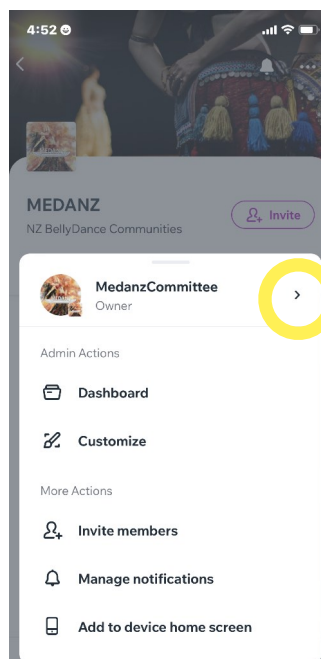 4:52
MEDANZ
NZ BellyDance Communities
Invite
MedanzCommittee
Owner
Admin Actions
Dashboard
Customize
More Actions
Invite members
Manage notifications
Add to device home screen